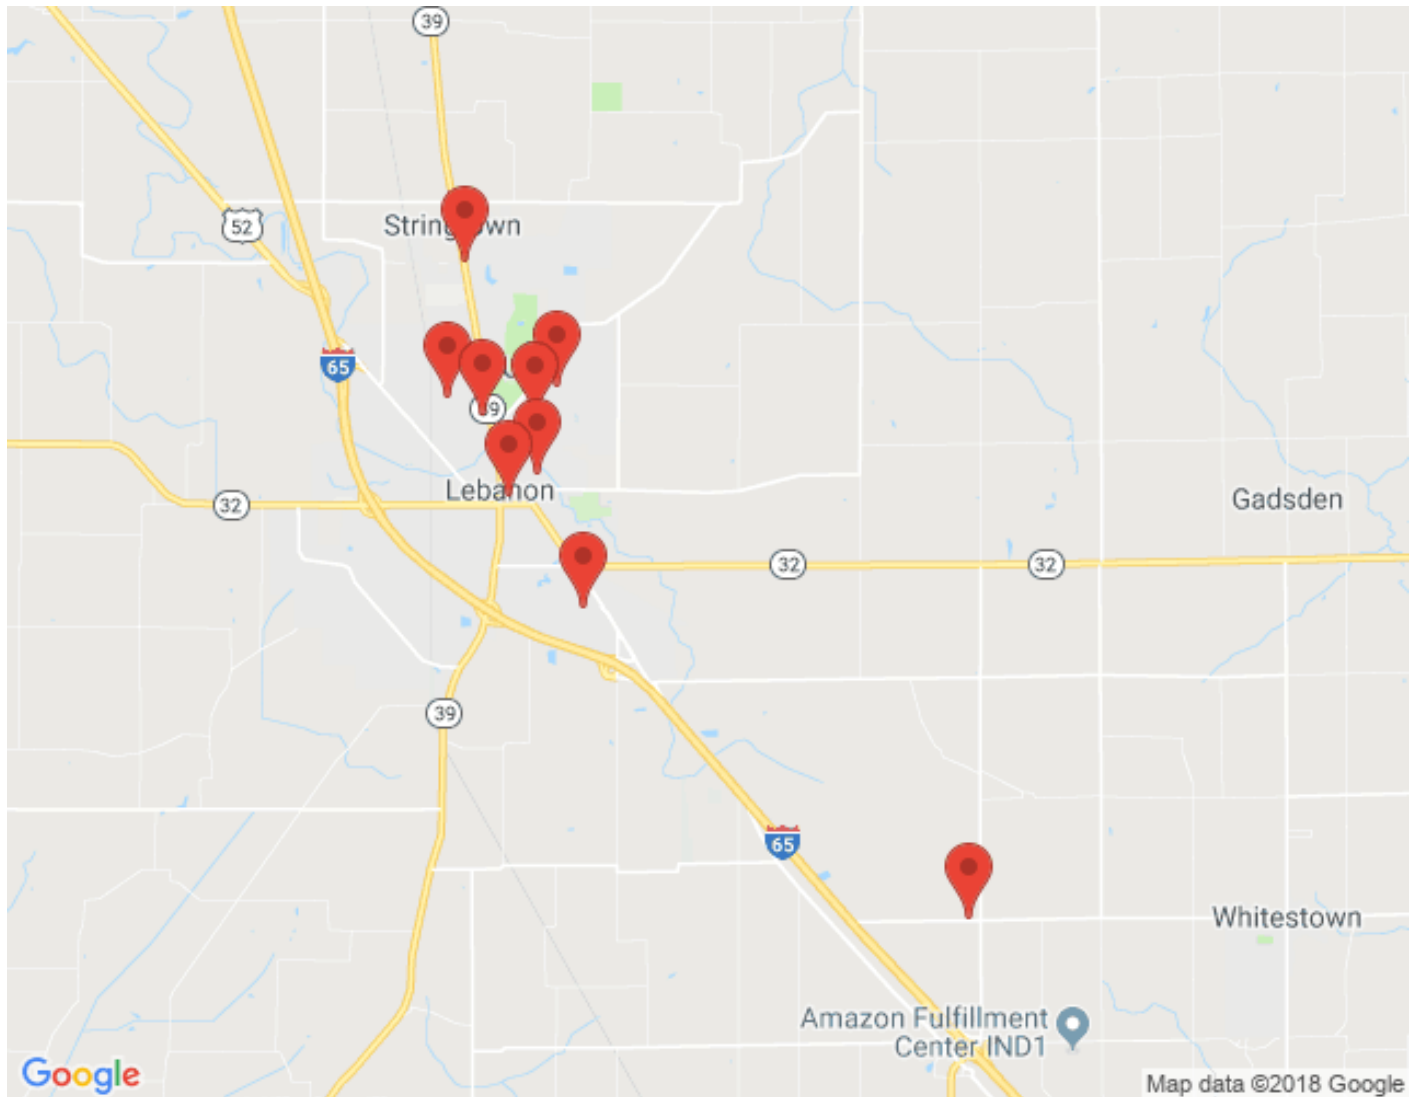 39
52
Stringtown
65
39
32
Lebanon
Gadsden
32
32
39
65
Whitestown
Amazon Fulfillment
Center IND1
Google
Map data ©2018 Google